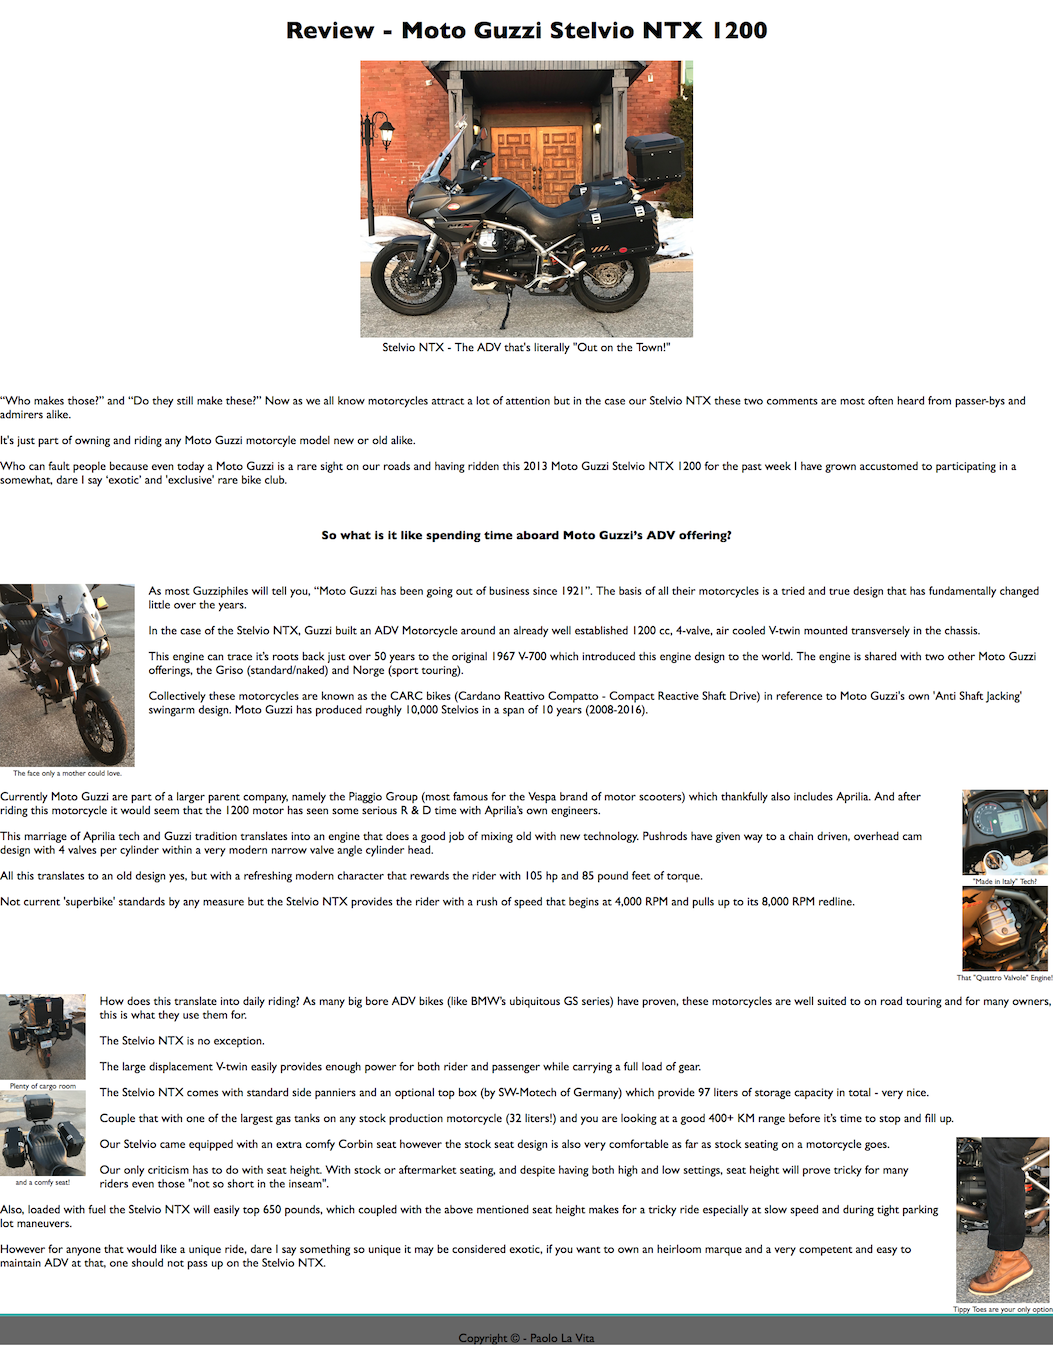 Review - Moto Guzzi Stelvio NTX 1200
NTX
Stelvio NTX - The ADV that's literally "Out on the Town!"
“Who makes those?” and “Do they still make these?” Now as we all know motorcycles attract a lot of attention but in the case our Stelvio NTX these two comments are most often heard from passer-bys and
admirers alike.
It's just part of owning and riding any Moto Guzzi motorcyle model new or old alike.
Who can fault people because even today a Moto Guzzi is a rare sight on our roads and having ridden this 2013 Moto Guzzi Stelvio NTX 1200 for the past week I have grown accustomed to participating in a
somewhat, dare I say ‘exotic’ and 'exclusive' rare bike club.
So what is it like spending time aboard Moto Guzzi’s ADV offering?
As most Guzziphiles will tell you, “Moto Guzzi has been going out of business since 1921”. The basis of all their motorcycles is a tried and true design that has fundamentally changed
little over the years.
In the case of the Stelvio NTX, Guzzi built an ADV Motorcycle around an already well established 1200 cc, 4-valve, air cooled V-twin mounted transversely in the chassis.
This engine can trace it’s roots back just over 50 years to the original 1967 V-700 which introduced this engine design to the world. The engine is shared with two other Moto Guzzi
offerings, the Griso (standard/naked) and Norge (sport touring).
Collectively these motorcycles are known as the CARC bikes (Cardano Reattivo Compatto - Compact Reactive Shaft Drive) in reference to Moto Guzzi's own 'Anti Shaft Jacking'
swingarm design. Moto Guzzi has produced roughly 10,000 Stelvios in a span of 10 years (2008-2016).
The face only a mother could love.
Currently Moto Guzzi are part of a larger parent company, namely the Piaggio Group (most famous for the Vespa brand of motor scooters) which thankfully also includes Aprilia. And after
riding this motorcycle it would seem that the 1200 motor has seen some serious R & D time with Aprilia’s own engineers.
This marriage of Aprilia tech and Guzzi tradition translates into an engine that does a good job of mixing old with new technology. Pushrods have given way to a chain driven, overhead cam
design with 4 valves per cylinder within a very modern narrow valve angle cylinder head.
All this translates to an old design yes, but with a refreshing modern character that rewards the rider with 105 hp and 85 pound feet of torque.
Not current 'superbike' standards by any measure but the Stelvio NTX provides the rider with a rush of speed that begins at 4,000 RPM and pulls up to its 8,000 RPM redline.
"Made in Italy" Tech?
That "Quattro Valvole" Engine!
How does this translate into daily riding? As many big bore ADV bikes (like BMW’s ubiquitous GS series) have proven, these motorcycles are well suited to on road touring and for many owners,
this is what they use them for.
The Stelvio NTX is no exception.
The large displacement V-twin easily provides enough power for both rider and passenger while carrying a full load of gear.
Plenty of cargo room
The Stelvio NTX comes with standard side panniers and an optional top box (by SW-Motech of Germany) which provide 97 liters of storage capacity in total - very nice.
Couple that with one of the largest gas tanks on any stock production motorcycle (32 liters!) and you are looking at a good 400+ KM range before it’s time to stop and fill up.
Our Stelvio came equipped with an extra comfy Corbin seat however the stock seat design is also very comfortable as far as stock seating on a motorcycle goes.
Our only criticism has to do with seat height. With stock or aftermarket seating, and despite having both high and low settings, seat height will prove tricky for many
riders even those "not so short in the inseam".
and a comfy seat!
Also, loaded with fuel the Stelvio NTX will easily top 650 pounds, which coupled with the above mentioned seat height makes for a tricky ride especially at slow speed and during tight parking
lot maneuvers.
However for anyone that would like a unique ride, dare I say something so unique it may be considered exotic, if you want to own an heirloom marque and a very competent and easy to
maintain ADV at that, one should not pass up on the Stelvio NTX.
Tippy Toes are your only option
Copyright © - Paolo La Vita